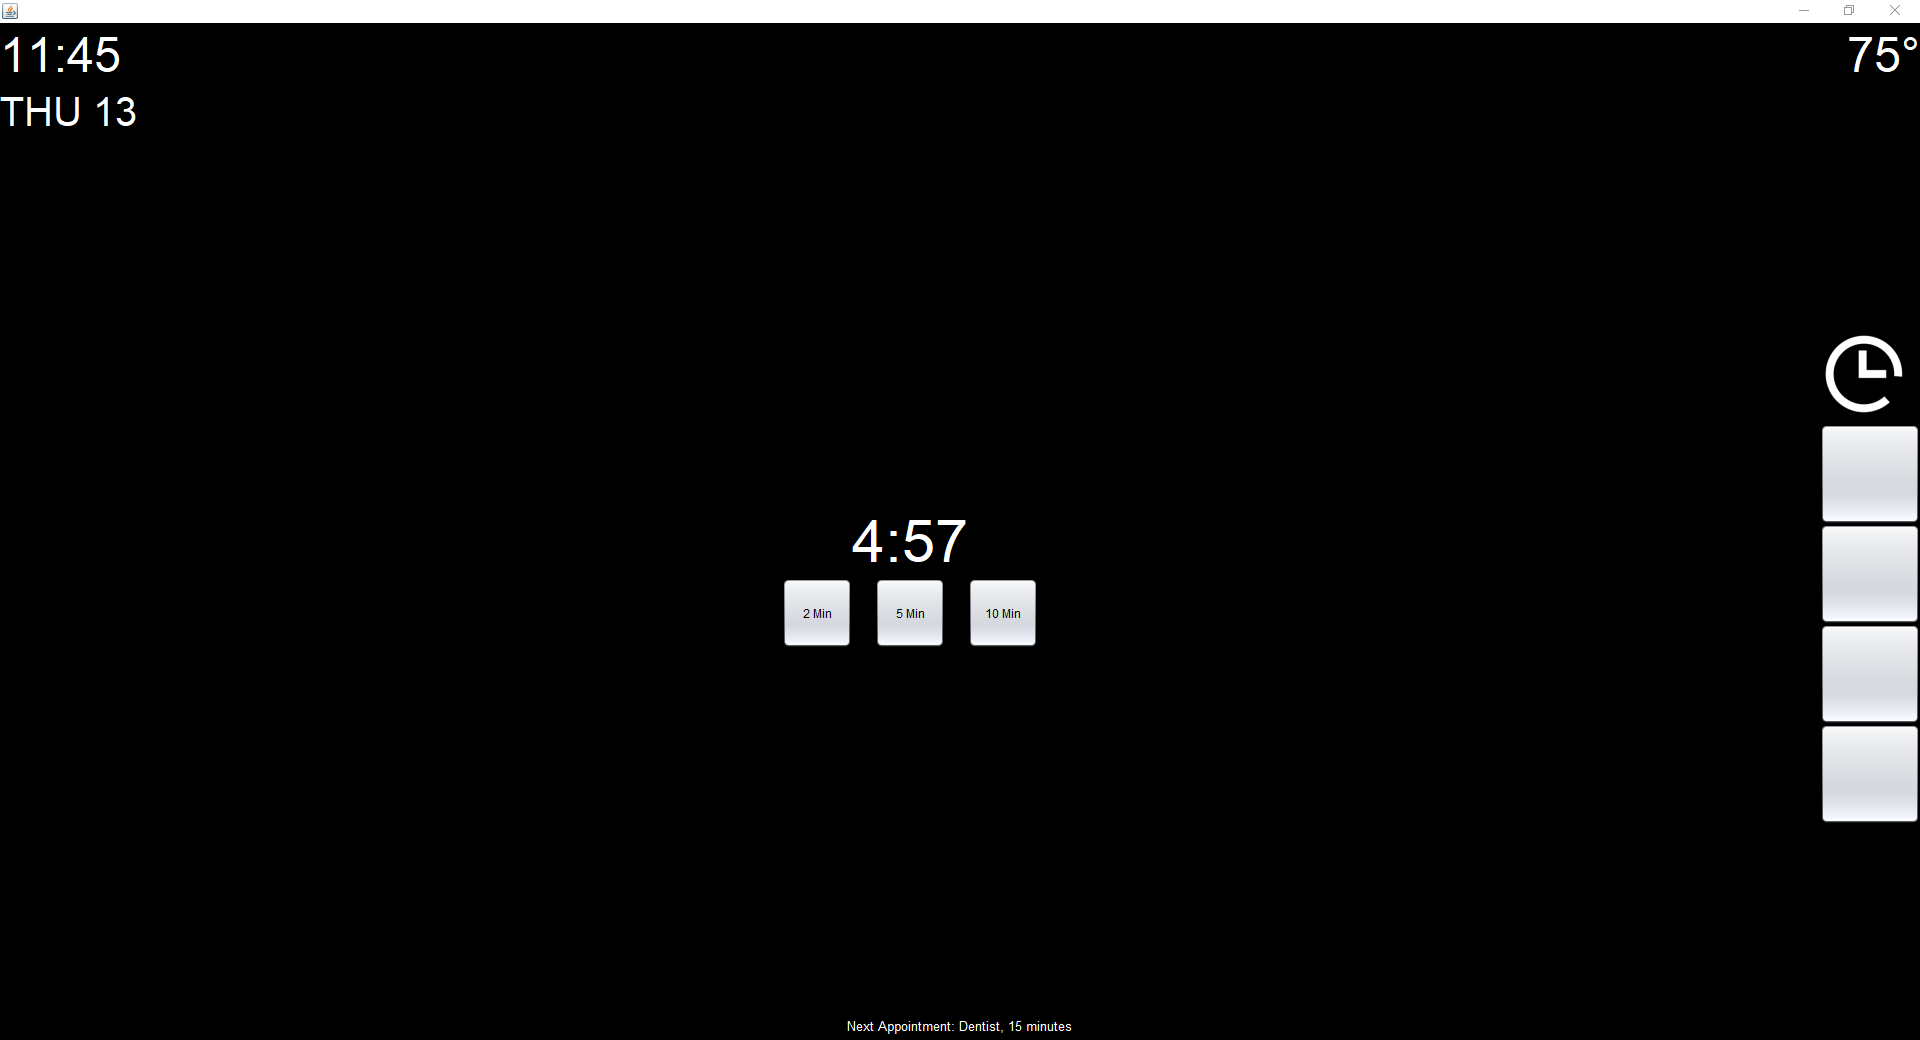 11:45
75°
THU 13
4:57
2 Min
5 Min
10 Min
Next Appointment: Dentist, 15 minutes